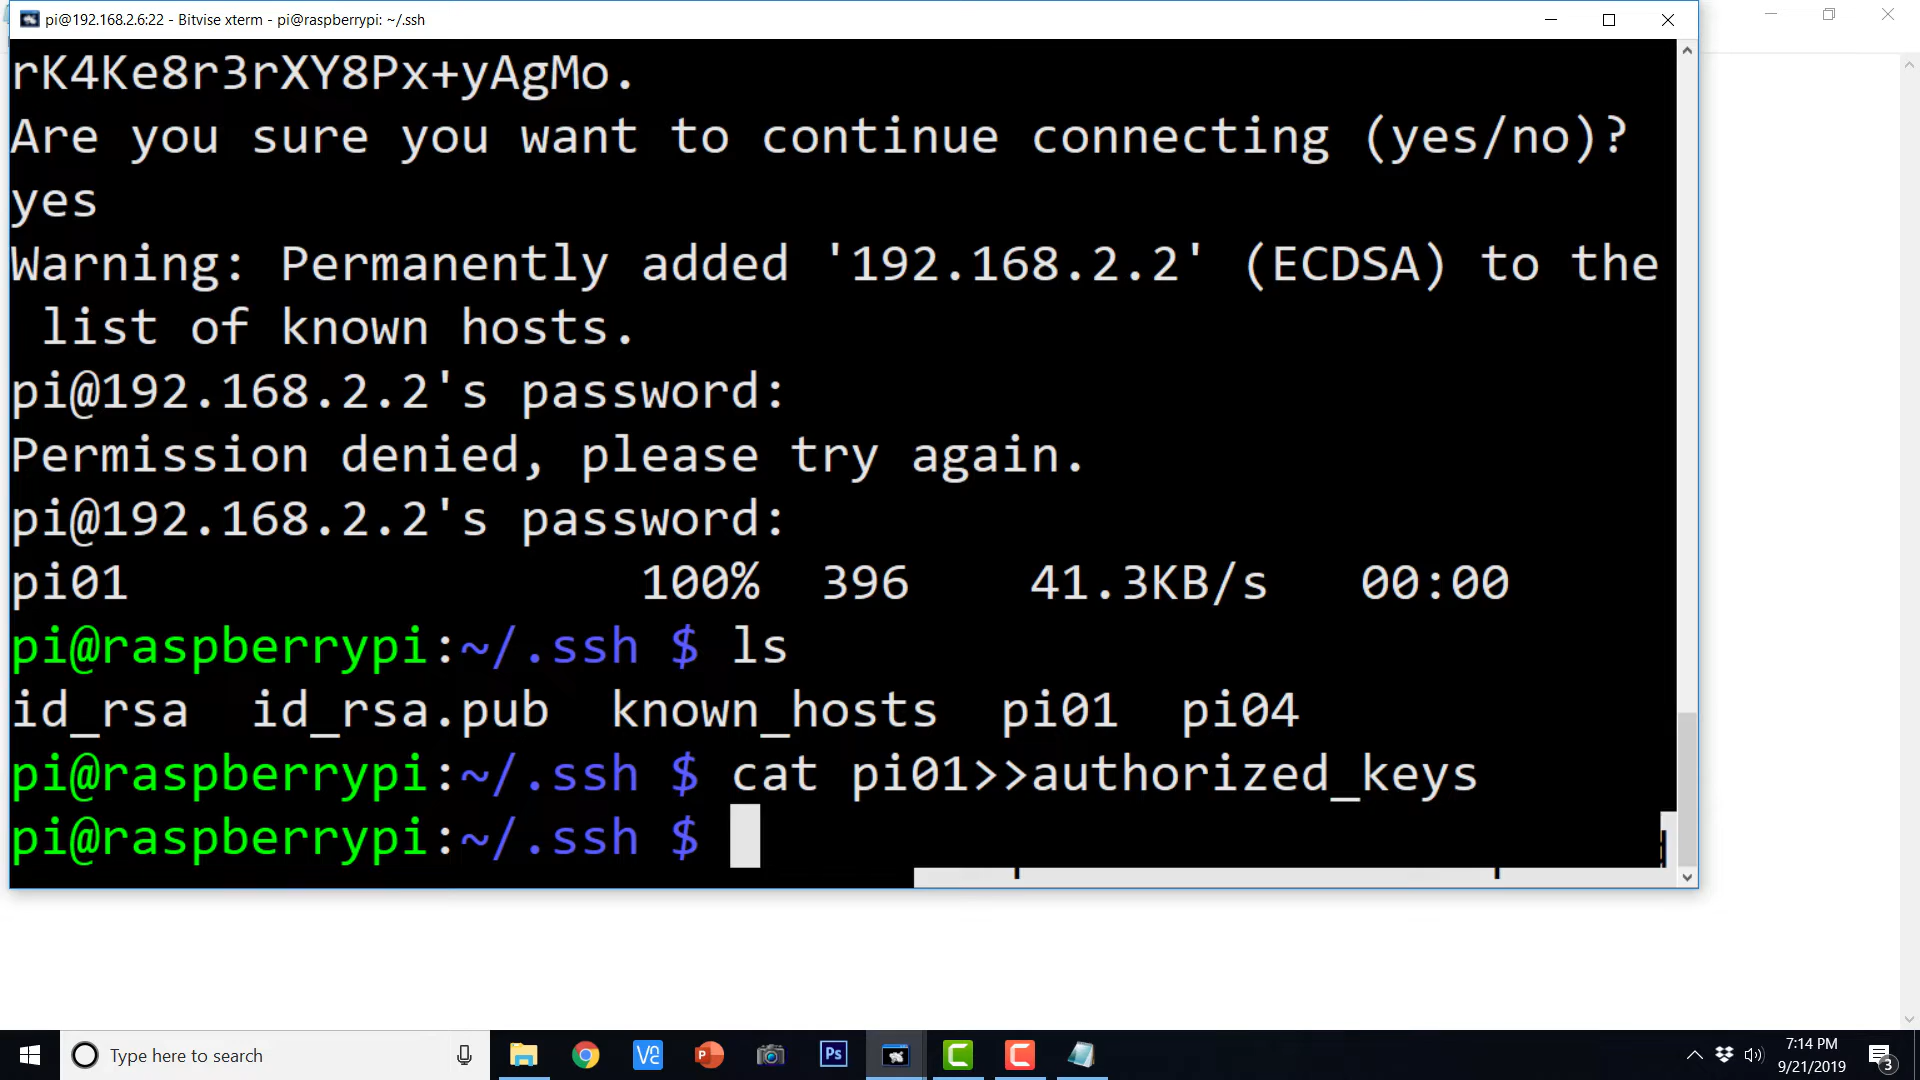 pi@192.168.2.6:22 - Bitvise xterm - pi@raspberrypi: ~/.ssh
rK4Ke8r3rXY8Px+yAgMo.
Are you sure you want to continue connecting (yes/no)?
yes
Warning: Permanently added '192.168.2.2' (ECDSA) to the
 list of known hosts.
pi@192.168.2.2's password:
Permission denied, please try again.
pi@192.168.2.2's password:
pi01 100% 396 41.3KB/s 00:00
pi@raspberrypi:~/.ssh $ ls
id_rsa id_rsa.pub known_hosts pi01 pi04
pi@raspberrypi:~/.ssh $ cat pi01>>authorized_keys
pi@raspberrypi:~/.ssh $
Type here to search
Ps
7:14 PM
9/21/2019
3